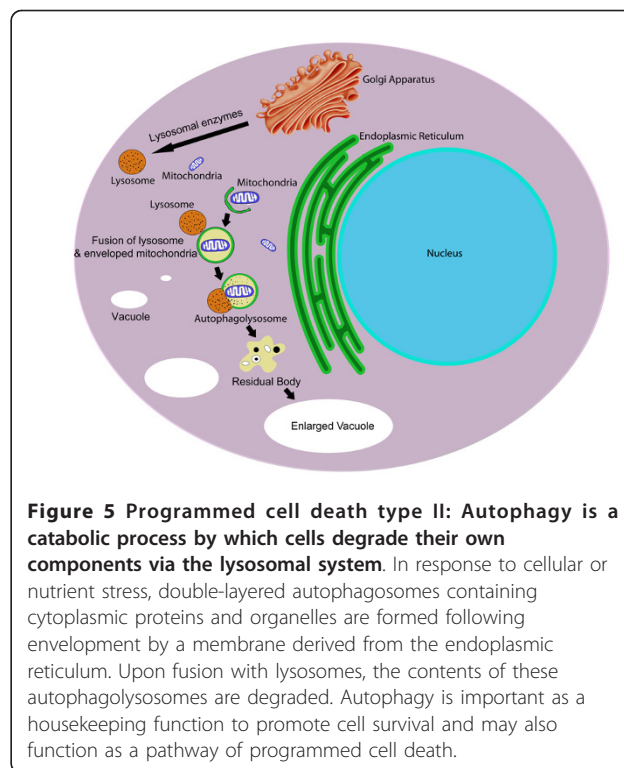 Golgi Apparatus
Lysosomal enzymes
Endoplasmic Reticulum
Lysosome
Mitochondria
Mitochondria
Lysosome
Fusion of lysosome
& enveloped mitochondria
Nucleus
Vacuole
Autophagolysosome
Residual Body
Enlarged Vacuole
Figure 5 Programmed cell death type II: Autophagy is a
catabolic process by which cells degrade their own
components via the lysosomal system. In response to cellular or
nutrient stress, double-layered autophagosomes containing
cytoplasmic proteins and organelles are formed following
envelopment by a membrane derived from the endoplasmic
reticulum. Upon fusion with lysosomes, the contents of these
autophagolysosomes are degraded. Autophagy is important as a
housekeeping function to promote cell survival and may also
function as a pathway of programmed cell death.